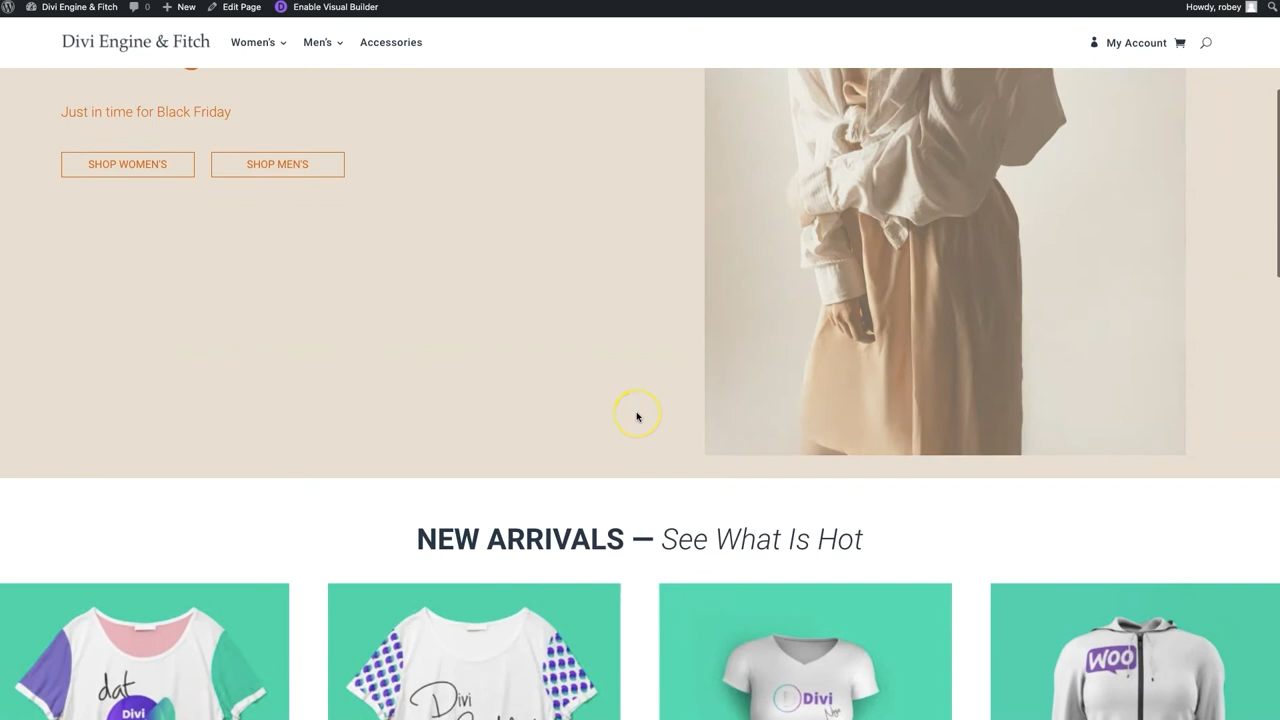 Divi Engine & Fitch 0 New Edit Page Enable Visual Builder Howdy, robey
Divi Engine & Fitch Women's Men's Accessories My Account
Just in time for Black Friday
SHOP WOMEN'S SHOP MEN'S
NEW ARRIVALS — See What Is Hot
dat
Divi
Divi
Divi
Nope
WOO